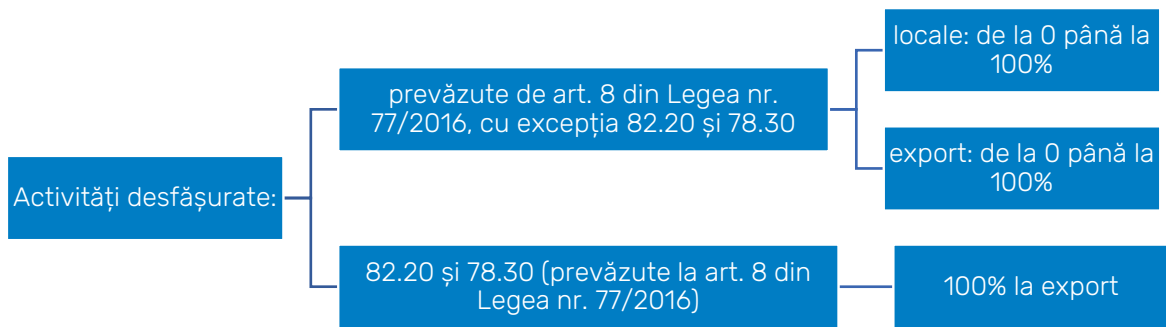 Activități desfășurate:
prevăzute de art. 8 din Legea nr.
77/2016, cu excepția 82.20 și 78.30
locale: de la 0 până la
100%
export: de la 0 până la
100%
82.20 și 78.30 (prevăzute la art. 8 din
Legea nr. 77/2016)
100% la export